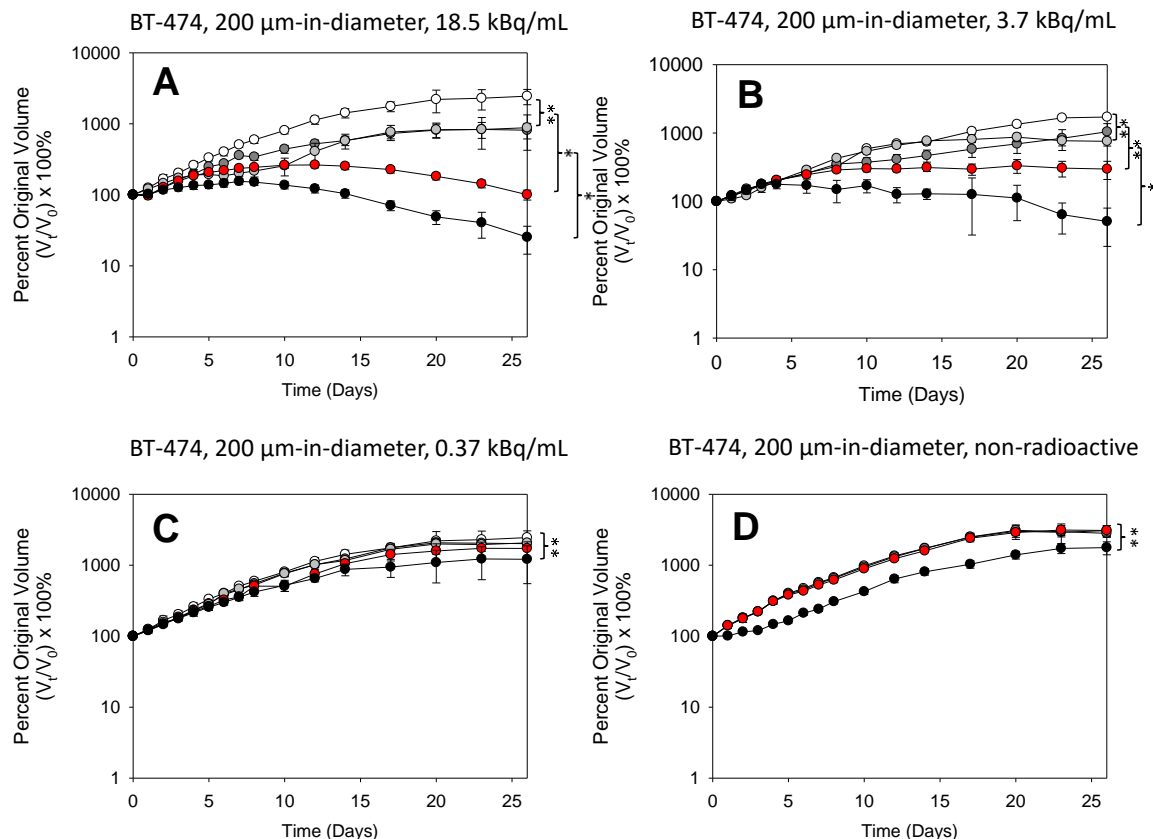 BT-474, 200 µm-in-diameter, 18.5 kBq/mL
A
Percent Original Volume
(Vt/V0) x 100%
10000
1000
100
10
1
0 5 10 15 20 25
Time (Days)
**
*
*
BT-474, 200 µm-in-diameter, 3.7 kBq/mL
B
Percent Original Volume
(Vt/V0) x 100%
10000
1000
100
10
1
0 5 10 15 20 25
Time (Days)
**
**
*
BT-474, 200 µm-in-diameter, 0.37 kBq/mL
C
Percent Original Volume
(Vt/V0) x 100%
10000
1000
100
10
1
0 5 10 15 20 25
Time (Days)
**
BT-474, 200 µm-in-diameter, non-radioactive
D
Percent Original Volume
(Vt/V0) x 100%
10000
1000
100
10
1
0 5 10 15 20 25
Time (Days)
**